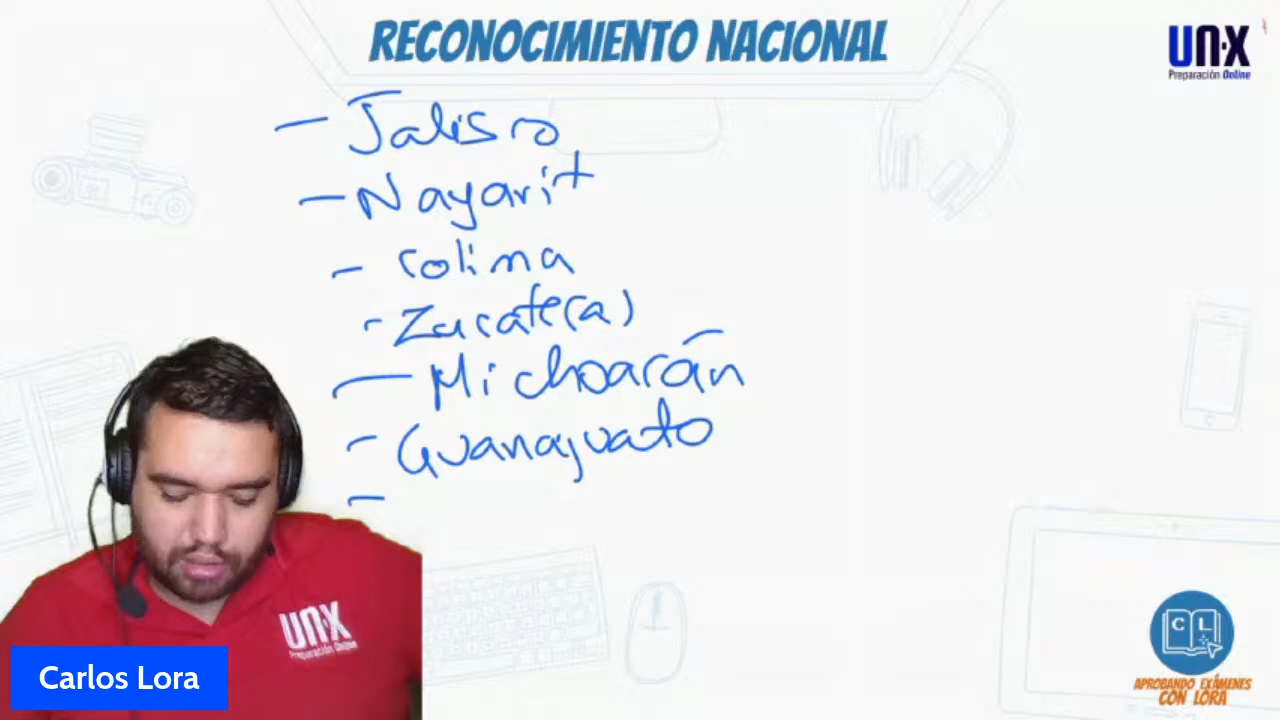 RECONOCIMIENTO NACIONAL
UN·X
Preparación Online
- Jalisco
- Nayarit
- Colima
- Zacatecas
- Michoacán
- Guanajuato
-
UN·X
Preparación Online
Carlos Lora
C L
APROBANDO EXÁMENES
CON LORA